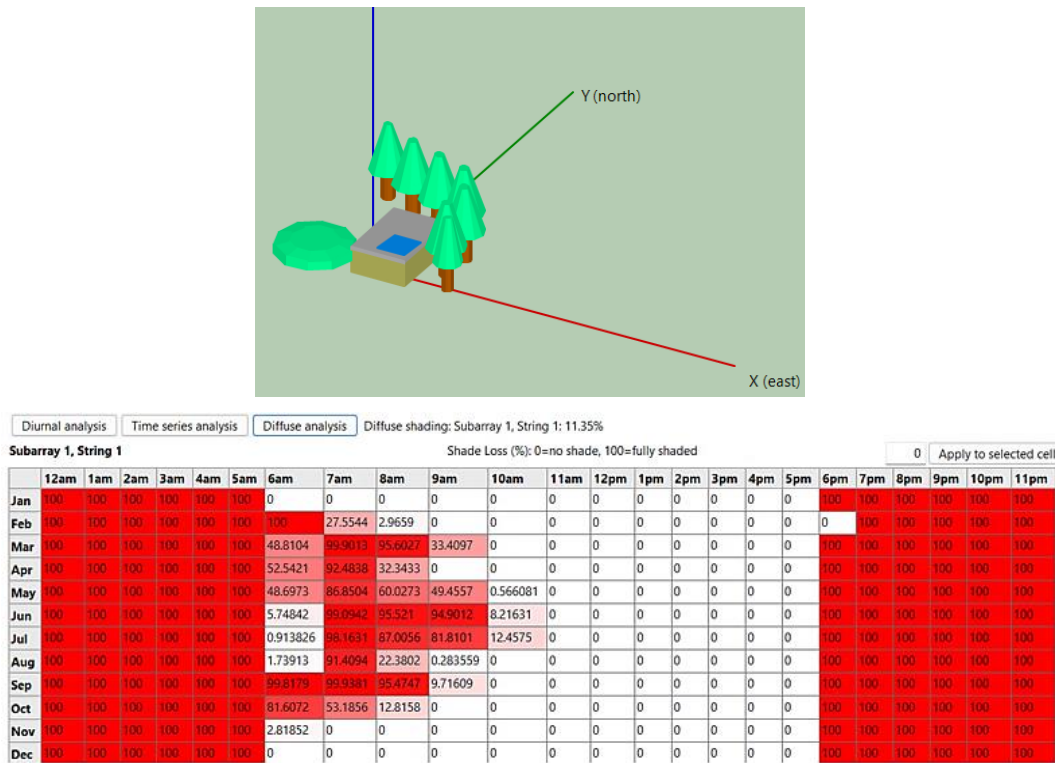 Y (north)
X (east)
Diurnal analysis Time series analysis Diffuse analysis Diffuse shading: Subarray 1, String 1: 11.35%
Subarray 1, String 1 Shade Loss (%): 0=no shade, 100=fully shaded 0 Apply to selected cell
12am 1am 2am 3am 4am 5am 6am 7am 8am 9am 10am 11am 12pm 1pm 2pm 3pm 4pm 5pm 6pm 7pm 8pm 9pm 10pm 11pm
Jan 100 100 100 100 100 100 0 0 0 0 0 0 0 0 0 0 0 0 100 100 100 100 100 100
Feb 100 100 100 100 100 100 100 27.5544 2.9659 0 0 0 0 0 0 0 0 0 0 100 100 100 100 100
Mar 100 100 100 100 100 100 48.8104 99.9013 95.6027 33.4097 0 0 0 0 0 0 0 0 100 100 100 100 100 100
Apr 100 100 100 100 100 100 52.5421 92.4838 32.3433 0 0 0 0 0 0 0 0 0 100 100 100 100 100 100
May 100 100 100 100 100 100 48.6973 86.8504 60.0273 49.4557 0.566081 0 0 0 0 0 0 0 100 100 100 100 100 100
Jun 100 100 100 100 100 100 5.74842 99.0942 95.521 94.9012 8.21631 0 0 0 0 0 0 0 100 100 100 100 100 100
Jul 100 100 100 100 100 100 0.913826 98.1631 87.0056 81.8101 12.4575 0 0 0 0 0 0 0 100 100 100 100 100 100
Aug 100 100 100 100 100 100 1.73913 91.4094 22.3802 0.283559 0 0 0 0 0 0 0 0 100 100 100 100 100 100
Sep 100 100 100 100 100 100 99.8179 99.9381 95.4747 9.71609 0 0 0 0 0 0 0 0 100 100 100 100 100 100
Oct 100 100 100 100 100 100 81.6072 53.1856 12.8158 0 0 0 0 0 0 0 0 0 100 100 100 100 100 100
Nov 100 100 100 100 100 100 2.81852 0 0 0 0 0 0 0 0 0 0 0 100 100 100 100 100 100
Dec 100 100 100 100 100 100 0 0 0 0 0 0 0 0 0 0 0 0 100 100 100 100 100 100